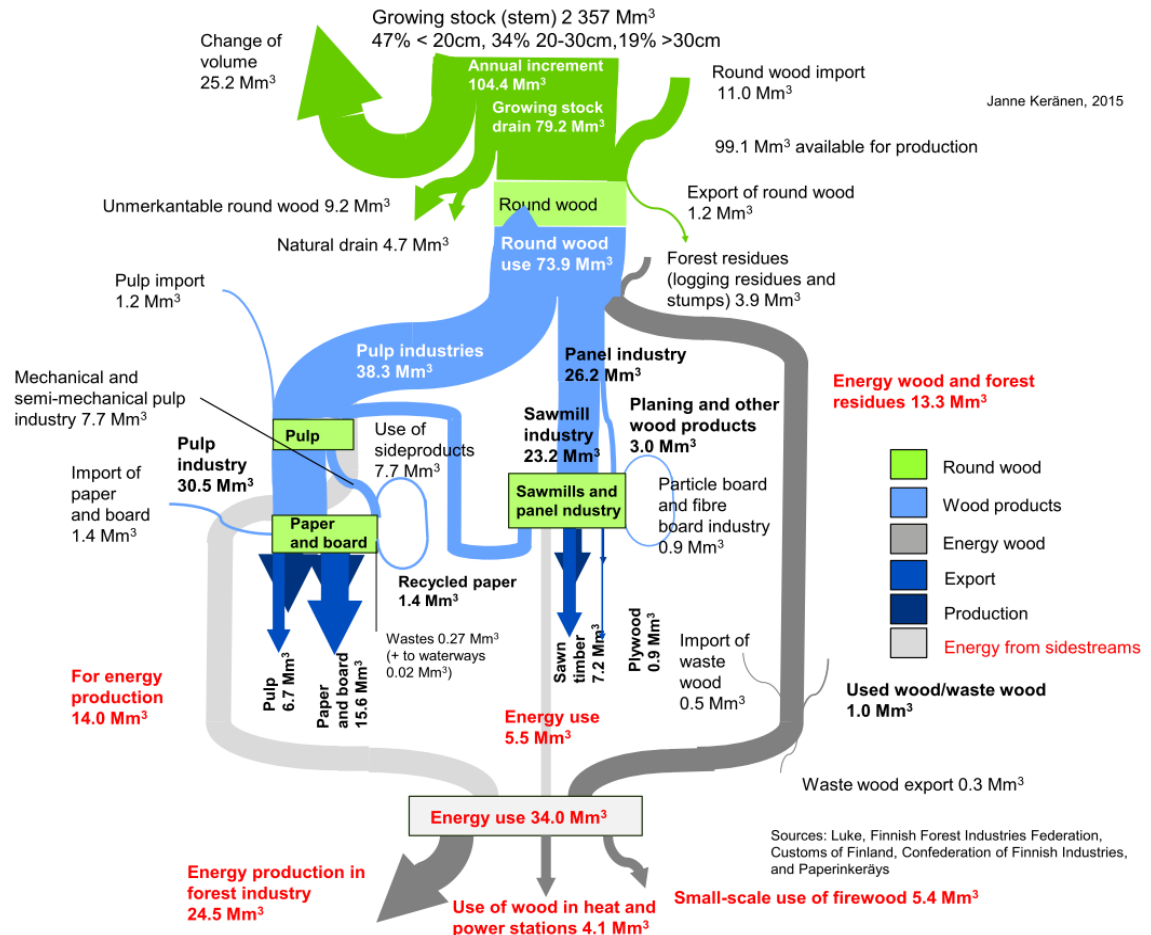 Growing stock (stem) 2 357 Mm³
47% < 20cm, 34% 20-30cm,19% >30cm
Change of
volume
25.2 Mm³
Annual increment
104.4 Mm³
Growing stock
drain 79.2 Mm³
Round wood import
11.0 Mm³
Janne Keränen, 2015
99.1 Mm³ available for production
Unmerkantable round wood 9.2 Mm³
Round wood
Export of round wood
1.2 Mm³
Natural drain 4.7 Mm³
Round wood
use 73.9 Mm³
Forest residues
(logging residues and
stumps) 3.9 Mm³
Pulp import
1.2 Mm³
Pulp industries
38.3 Mm³
Panel industry
26.2 Mm³
Mechanical and
semi-mechanical pulp
industry 7.7 Mm³
Energy wood and forest
residues 13.3 Mm³
Pulp
industry
30.5 Mm³
Pulp
Use of
sideproducts
7.7 Mm³
Sawmill
industry
23.2 Mm³
Planing and other
wood products
3.0 Mm³
Import of
paper
and board
1.4 Mm³
Paper
and board
Sawmills and
panel ndustry
Particle board
and fibre
board industry
0.9 Mm³
Round wood
Wood products
Energy wood
Export
Production
Energy from sidestreams
Recycled paper
1.4 Mm³
Wastes 0.27 Mm³
(+ to waterways
0.02 Mm³)
Pulp
6.7 Mm³
Paper
and board
15.6 Mm³
Sawn
timber
7.2 Mm³
Plywood
0.9 Mm³
Import of
waste
wood
0.5 Mm³
Used wood/waste wood
1.0 Mm³
For energy
production
14.0 Mm³
Energy use
5.5 Mm³
Waste wood export 0.3 Mm³
Energy use 34.0 Mm³
Sources: Luke, Finnish Forest Industries Federation,
Customs of Finland, Confederation of Finnish Industries,
and Paperinkeräys
Energy production in
forest industry
24.5 Mm³
Use of wood in heat and
power stations 4.1 Mm³
Small-scale use of firewood 5.4 Mm³